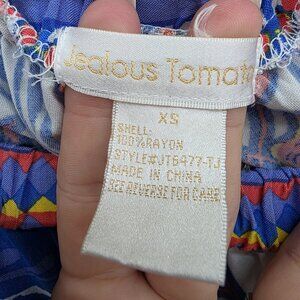 Jealous Tomato
XS
SHELL:
100% RAYON
STYLE#JT6477-TJ
MADE IN CHINA
SEE REVERSE FOR CARE